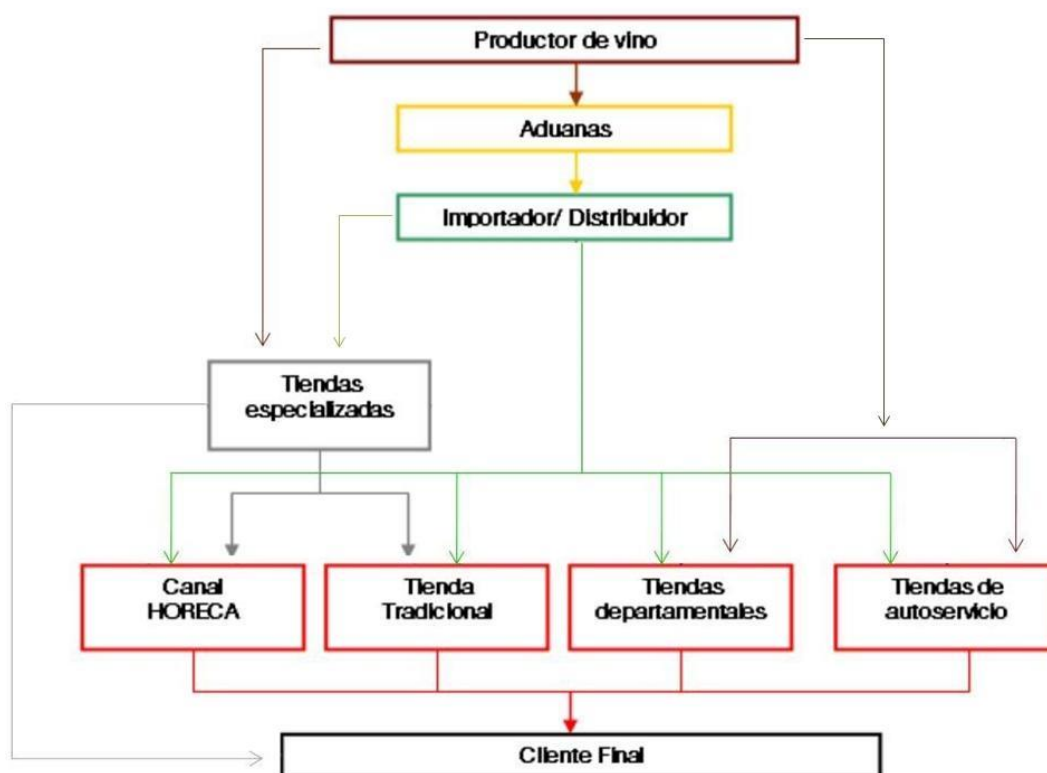 Productor de vino
Aduanas
Importador/ Distribuidor
Tiendas
especializadas
Canal
HORECA
Tienda
Tradicional
Tiendas
departamentales
Tiendas de
autoservicio
Cliente Final